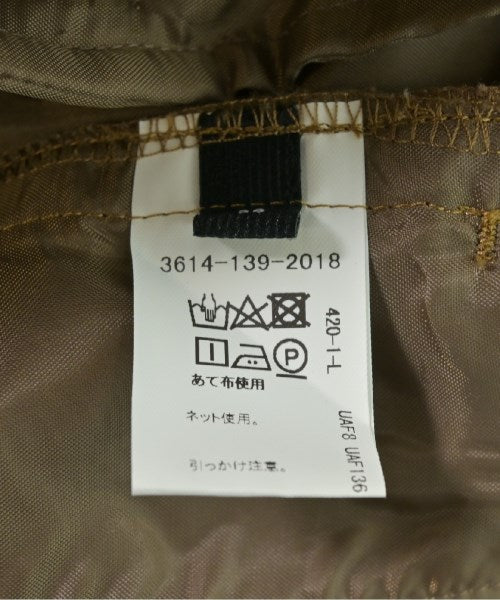 3614-139-2018
P
あて布使用
ネット使用。
引っかけ注意。
420-1-L
UAF8 UAF136